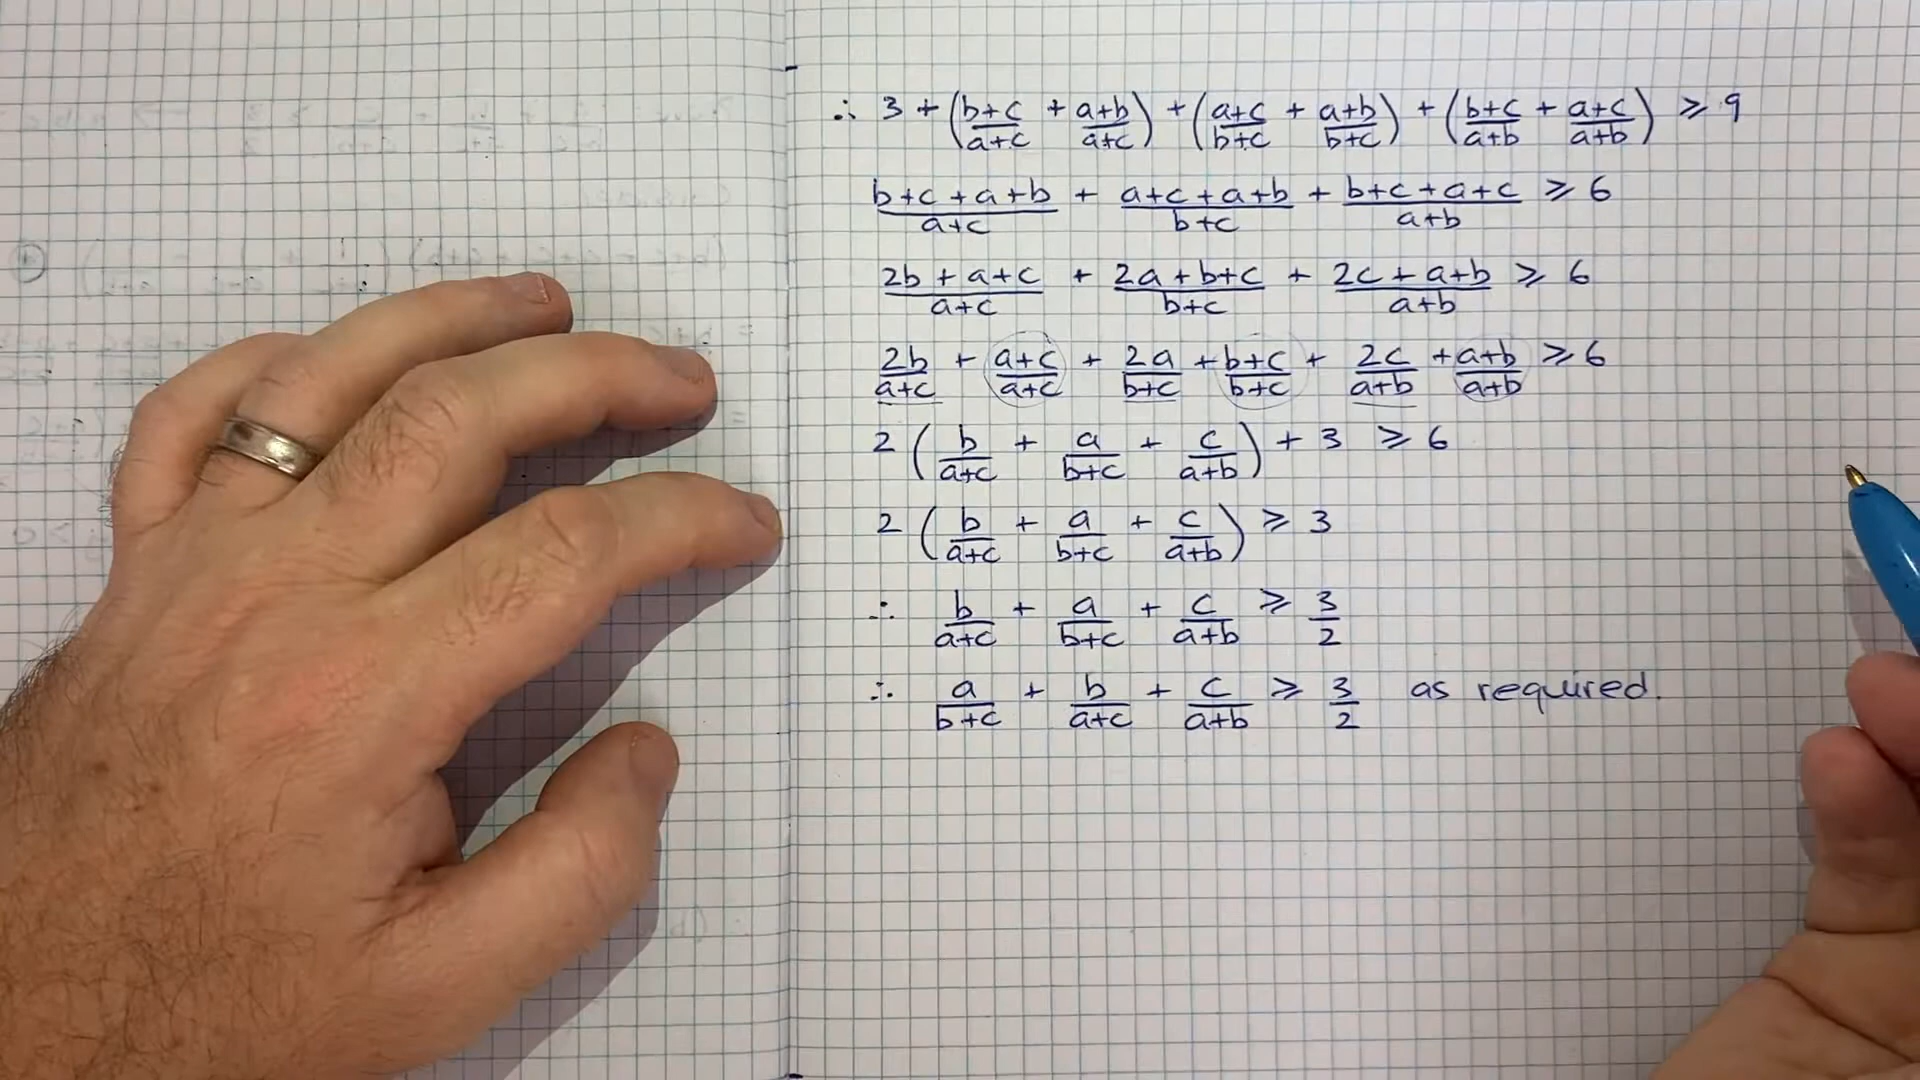 ∴ 3 + (b+c/a+c + a+b/a+c) + (a+c/b+c + a+b/b+c) + (b+c/a+b + a+c/a+b) ⩾ 9
b+c+a+b/a+c + a+c+a+b/b+c + b+c+a+c/a+b ⩾ 6
2b+a+c/a+c + 2a+b+c/b+c + 2c+a+b/a+b ⩾ 6
2b/a+c + a+c/a+c + 2a/b+c + b+c/b+c + 2c/a+b + a+b/a+b ⩾ 6
2 (b/a+c + a/b+c + c/a+b) + 3 ⩾ 6
2 (b/a+c + a/b+c + c/a+b) ⩾ 3
∴ b/a+c + a/b+c + c/a+b ⩾ 3/2
∴ a/b+c + b/a+c + c/a+b ⩾ 3/2 as required.